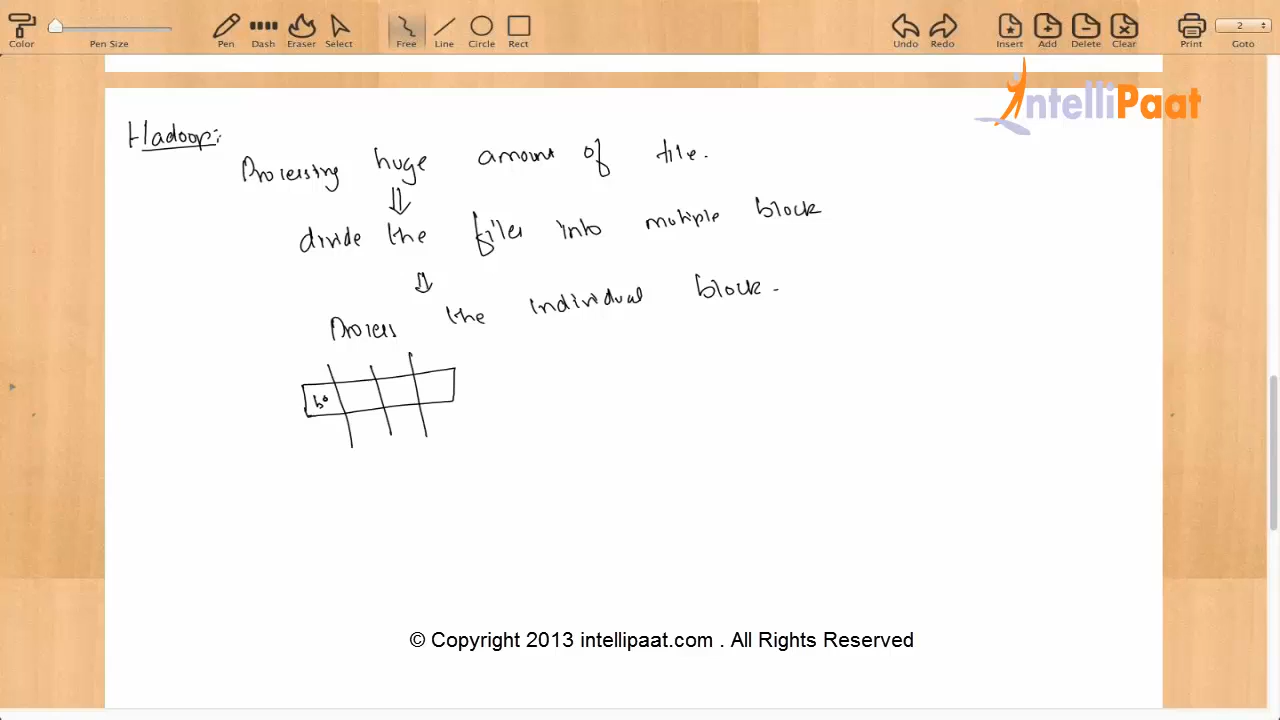 Color
Pen Size
Pen
Dash
Eraser
Select
Free
Line
Circle
Rect
Undo
Redo
Insert
Add
Delete
Clear
Print
2
Goto
IntelliPaat
Hadoop:
Processing huge amount of file.
⇓
divide the files into multiple block
⇓
Process the individual block.
b0
© Copyright 2013 intellipaat.com . All Rights Reserved